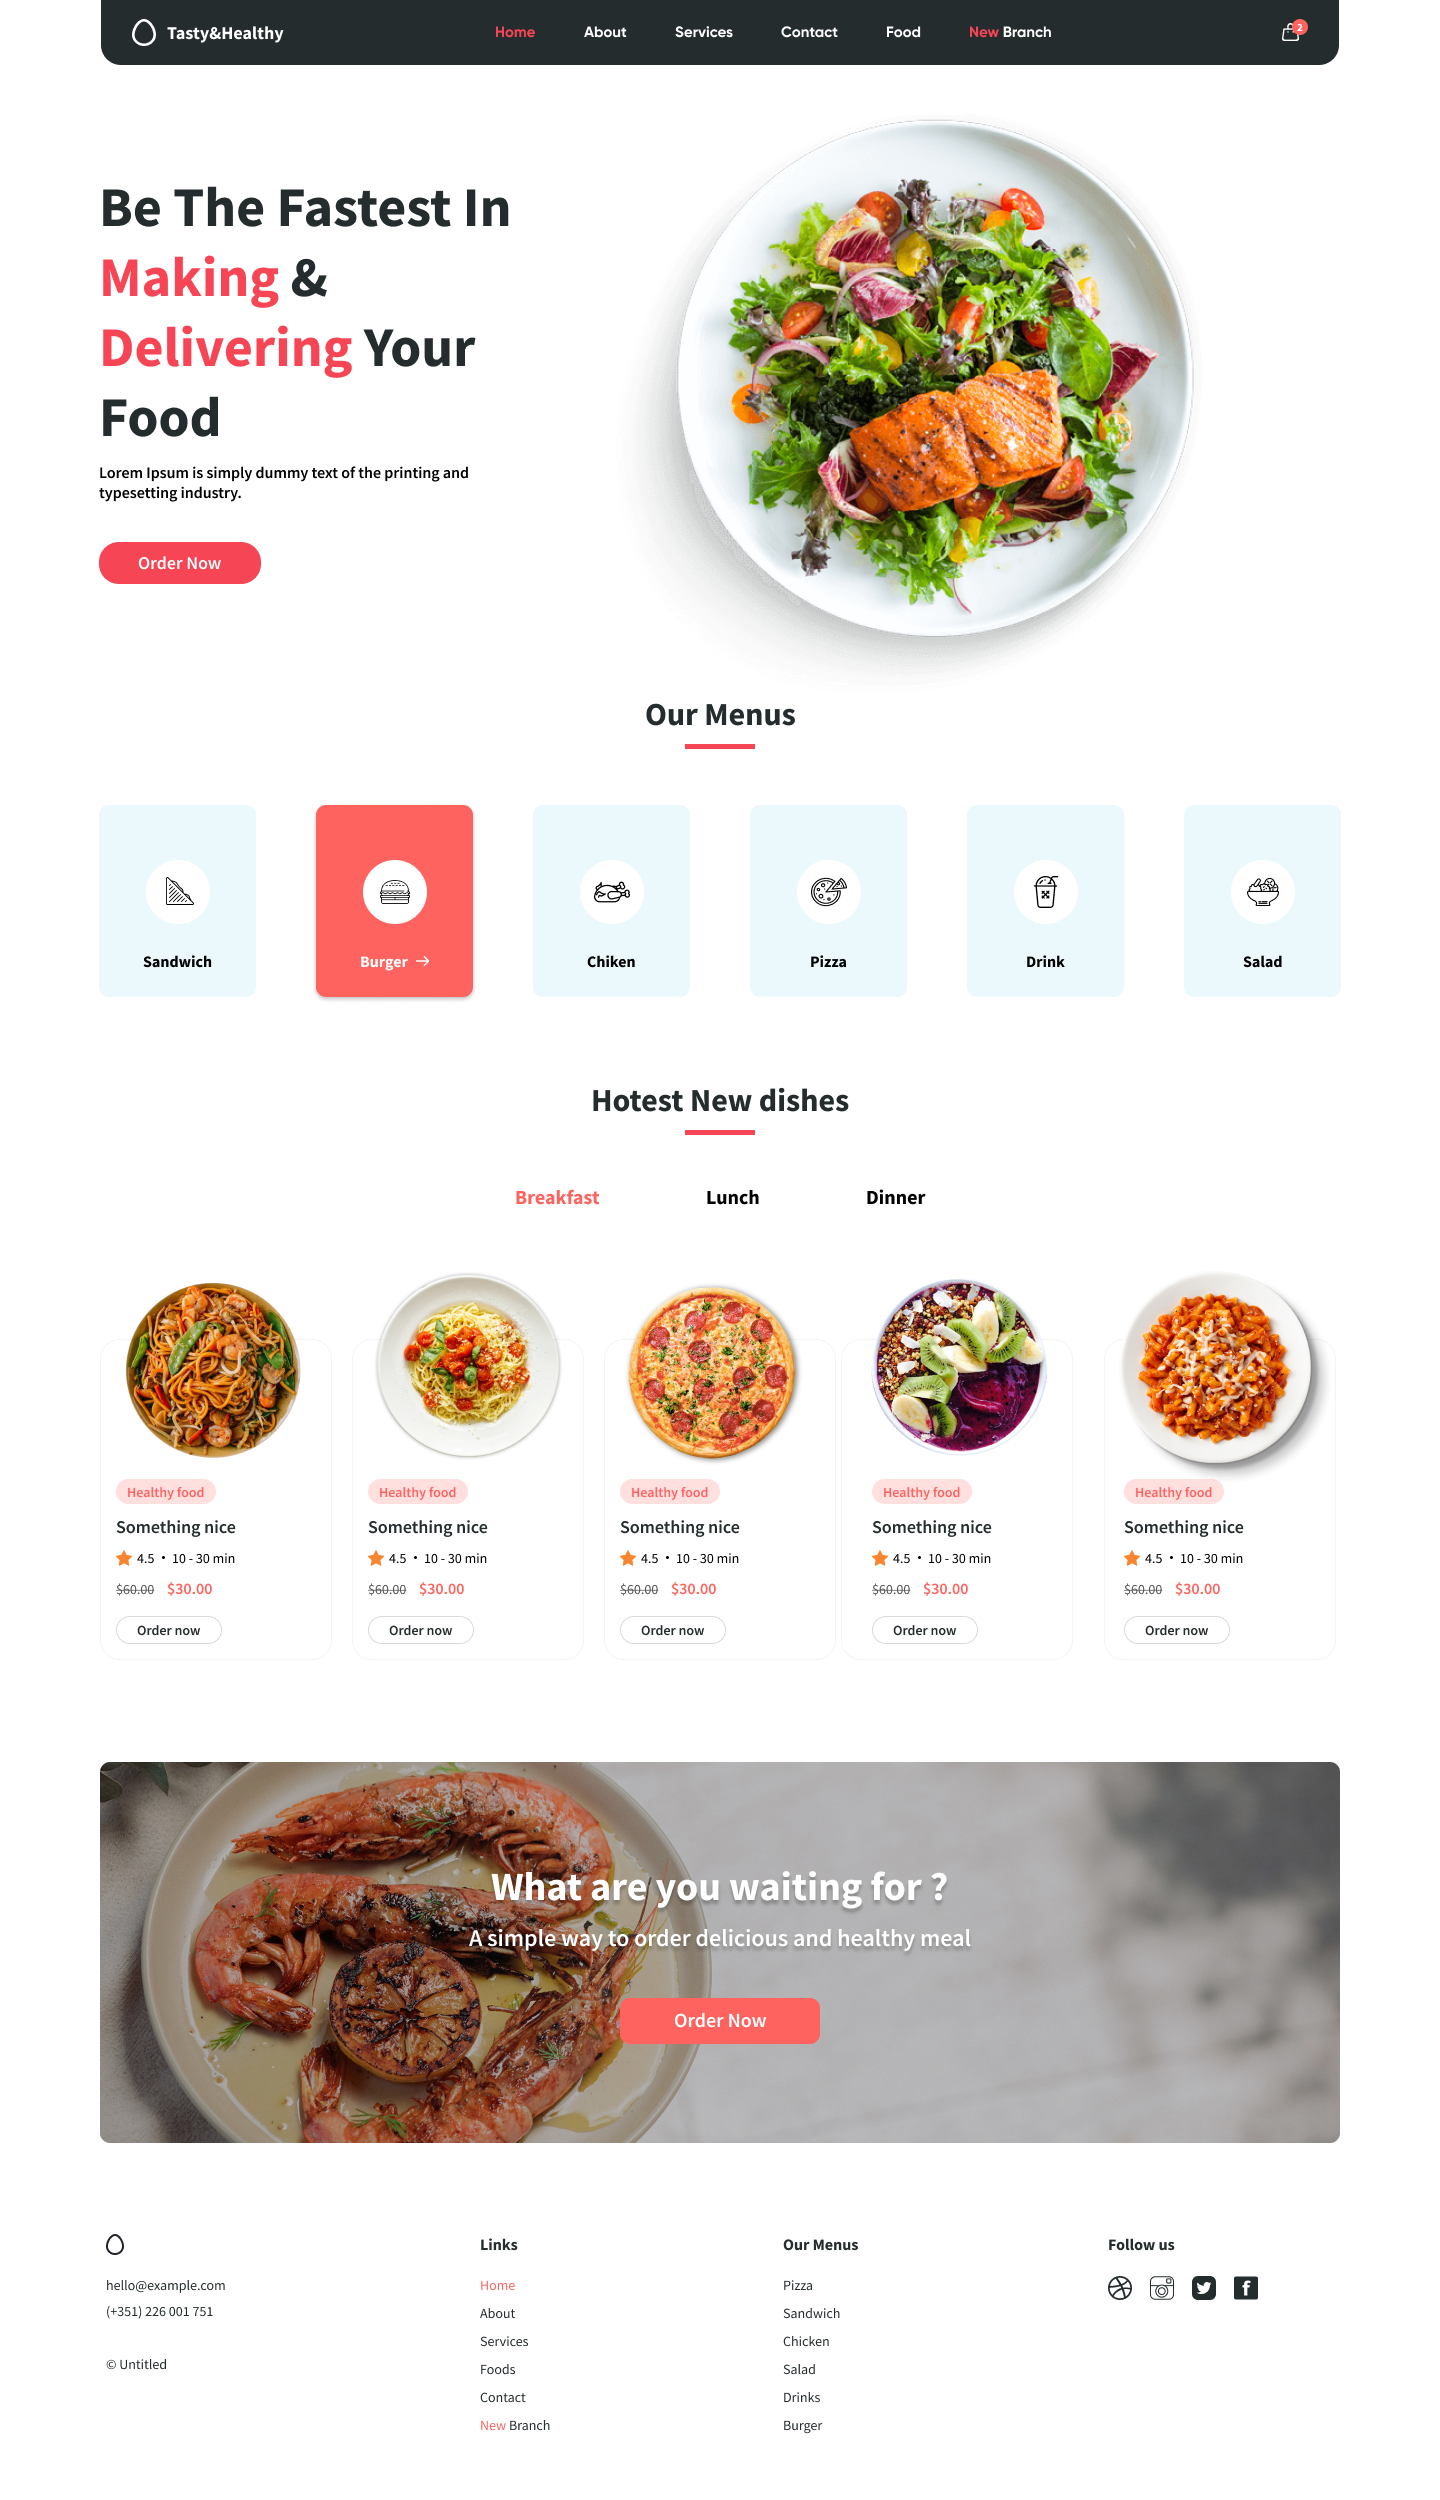 Tasty&Healthy
Home About Services Contact Food New Branch
2
Be The Fastest In
Making &
Delivering Your
Food
Lorem Ipsum is simply dummy text of the printing and
typesetting industry.
Order Now
Our Menus
Sandwich Burger → Chiken Pizza Drink Salad
Hotest New dishes
Breakfast Lunch Dinner
Healthy food
Something nice
4.5 • 10 - 30 min
$60.00 $30.00
Order now
Healthy food
Something nice
4.5 • 10 - 30 min
$60.00 $30.00
Order now
Healthy food
Something nice
4.5 • 10 - 30 min
$60.00 $30.00
Order now
Healthy food
Something nice
4.5 • 10 - 30 min
$60.00 $30.00
Order now
Healthy food
Something nice
4.5 • 10 - 30 min
$60.00 $30.00
Order now
What are you waiting for ?
A simple way to order delicious and healthy meal
Order Now
hello@example.com
(+351) 226 001 751
© Untitled
Links
Home
About
Services
Foods
Contact
New Branch
Our Menus
Pizza
Sandwich
Chicken
Salad
Drinks
Burger
Follow us